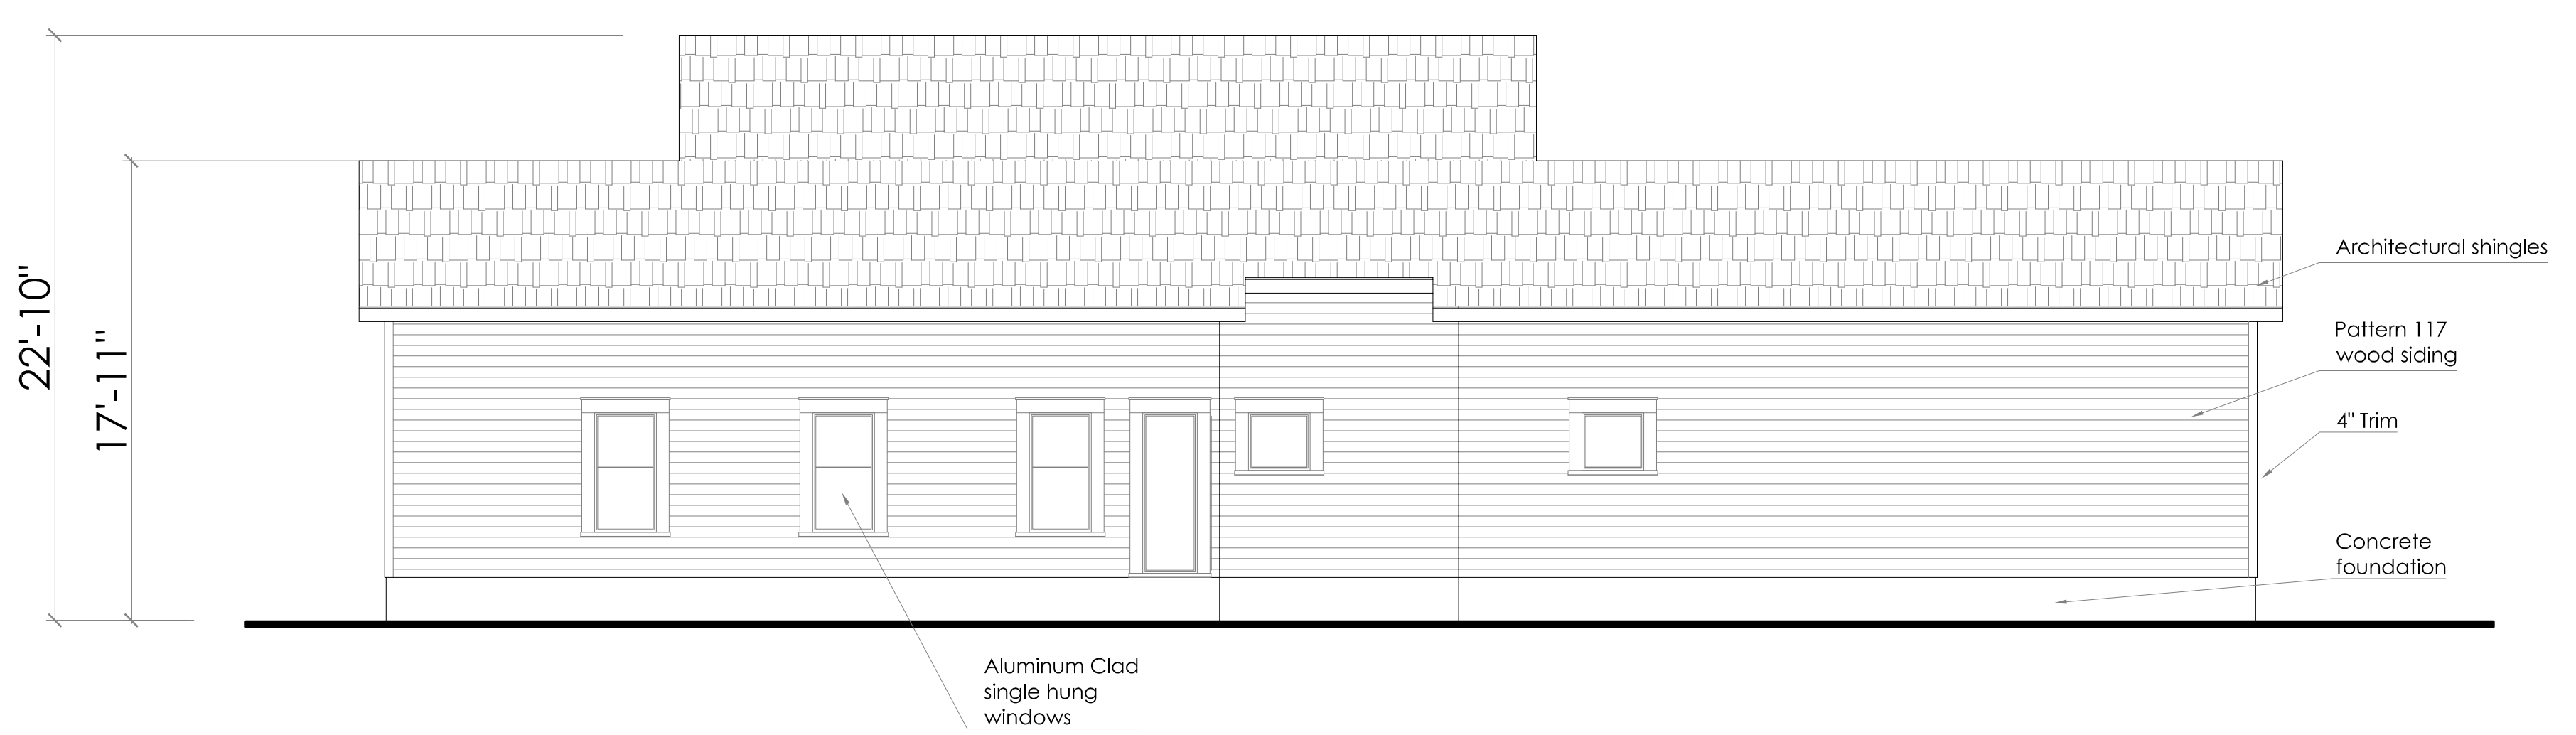 22'-10"
17'-11"
Architectural shingles
Pattern 117
wood siding
4" Trim
Concrete
foundation
Aluminum Clad
single hung
windows